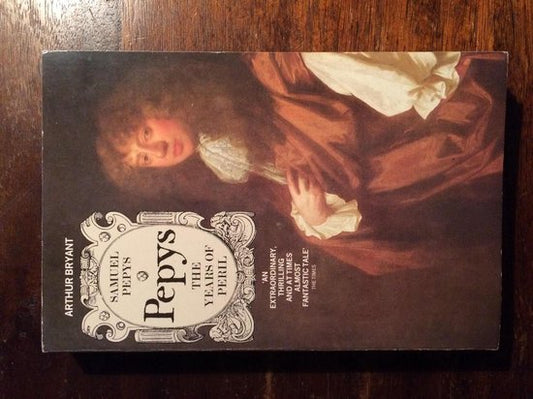 ARTHUR BRYANT
SAMUEL
PEPYS
Pepys
THE
YEARS OF
PERIL
'AN
EXTRAORDINARY,
THRILLING
AND AT TIMES
ALMOST
FANTASTIC TALE'
THE TIMES